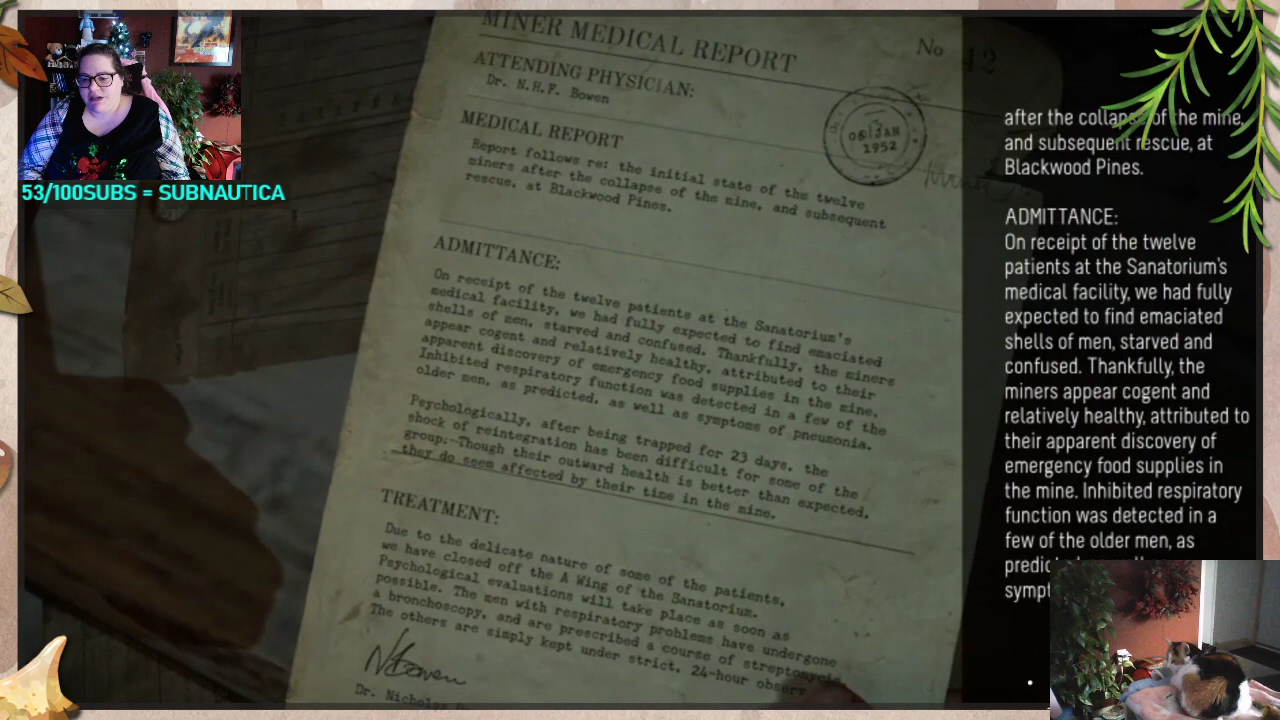 53/100SUBS = SUBNAUTICA
MINER MEDICAL REPORT
No 42
ATTENDING PHYSICIAN:
Dr. N.H.F. Bowen
MEDICAL REPORT
Report follows re: the initial state of the twelve
miners after the collapse of the mine, and subsequent
rescue, at Blackwood Pines.
1952
ADMITTANCE:
On receipt of the twelve patients at the Sanatorium's
medical facility, we had fully expected to find emaciated
shells of men, starved and confused. Thankfully, the miners
appear cogent and relatively healthy, attributed to their
apparent discovery of emergency food supplies in the mine.
Inhibited respiratory function was detected in a few of the
older men, as predicted, as well as symptoms of pneumonia.
Psychologically, after being trapped for 23 days, the
shock of reintegration has been difficult for some of the
group. Though their outward health is better than expected,
they do seem affected by their time in the mine.
TREATMENT:
Due to the delicate nature of some of the patients,
we have closed off the A Wing of the Sanatorium.
Psychological evaluations will take place as soon as
possible. The men with respiratory problems have undergone
a bronchoscopy, and are prescribed a course of streptomycin
The others are simply kept under strict, 24-hour observ
NBowen
Dr. Nicholas
after the collapse of the mine,
and subsequent rescue, at
Blackwood Pines.
ADMITTANCE:
On receipt of the twelve
patients at the Sanatorium's
medical facility, we had fully
expected to find emaciated
shells of men, starved and
confused. Thankfully, the
miners appear cogent and
relatively healthy, attributed to
their apparent discovery of
emergency food supplies in
the mine. Inhibited respiratory
function was detected in a
few of the older men, as